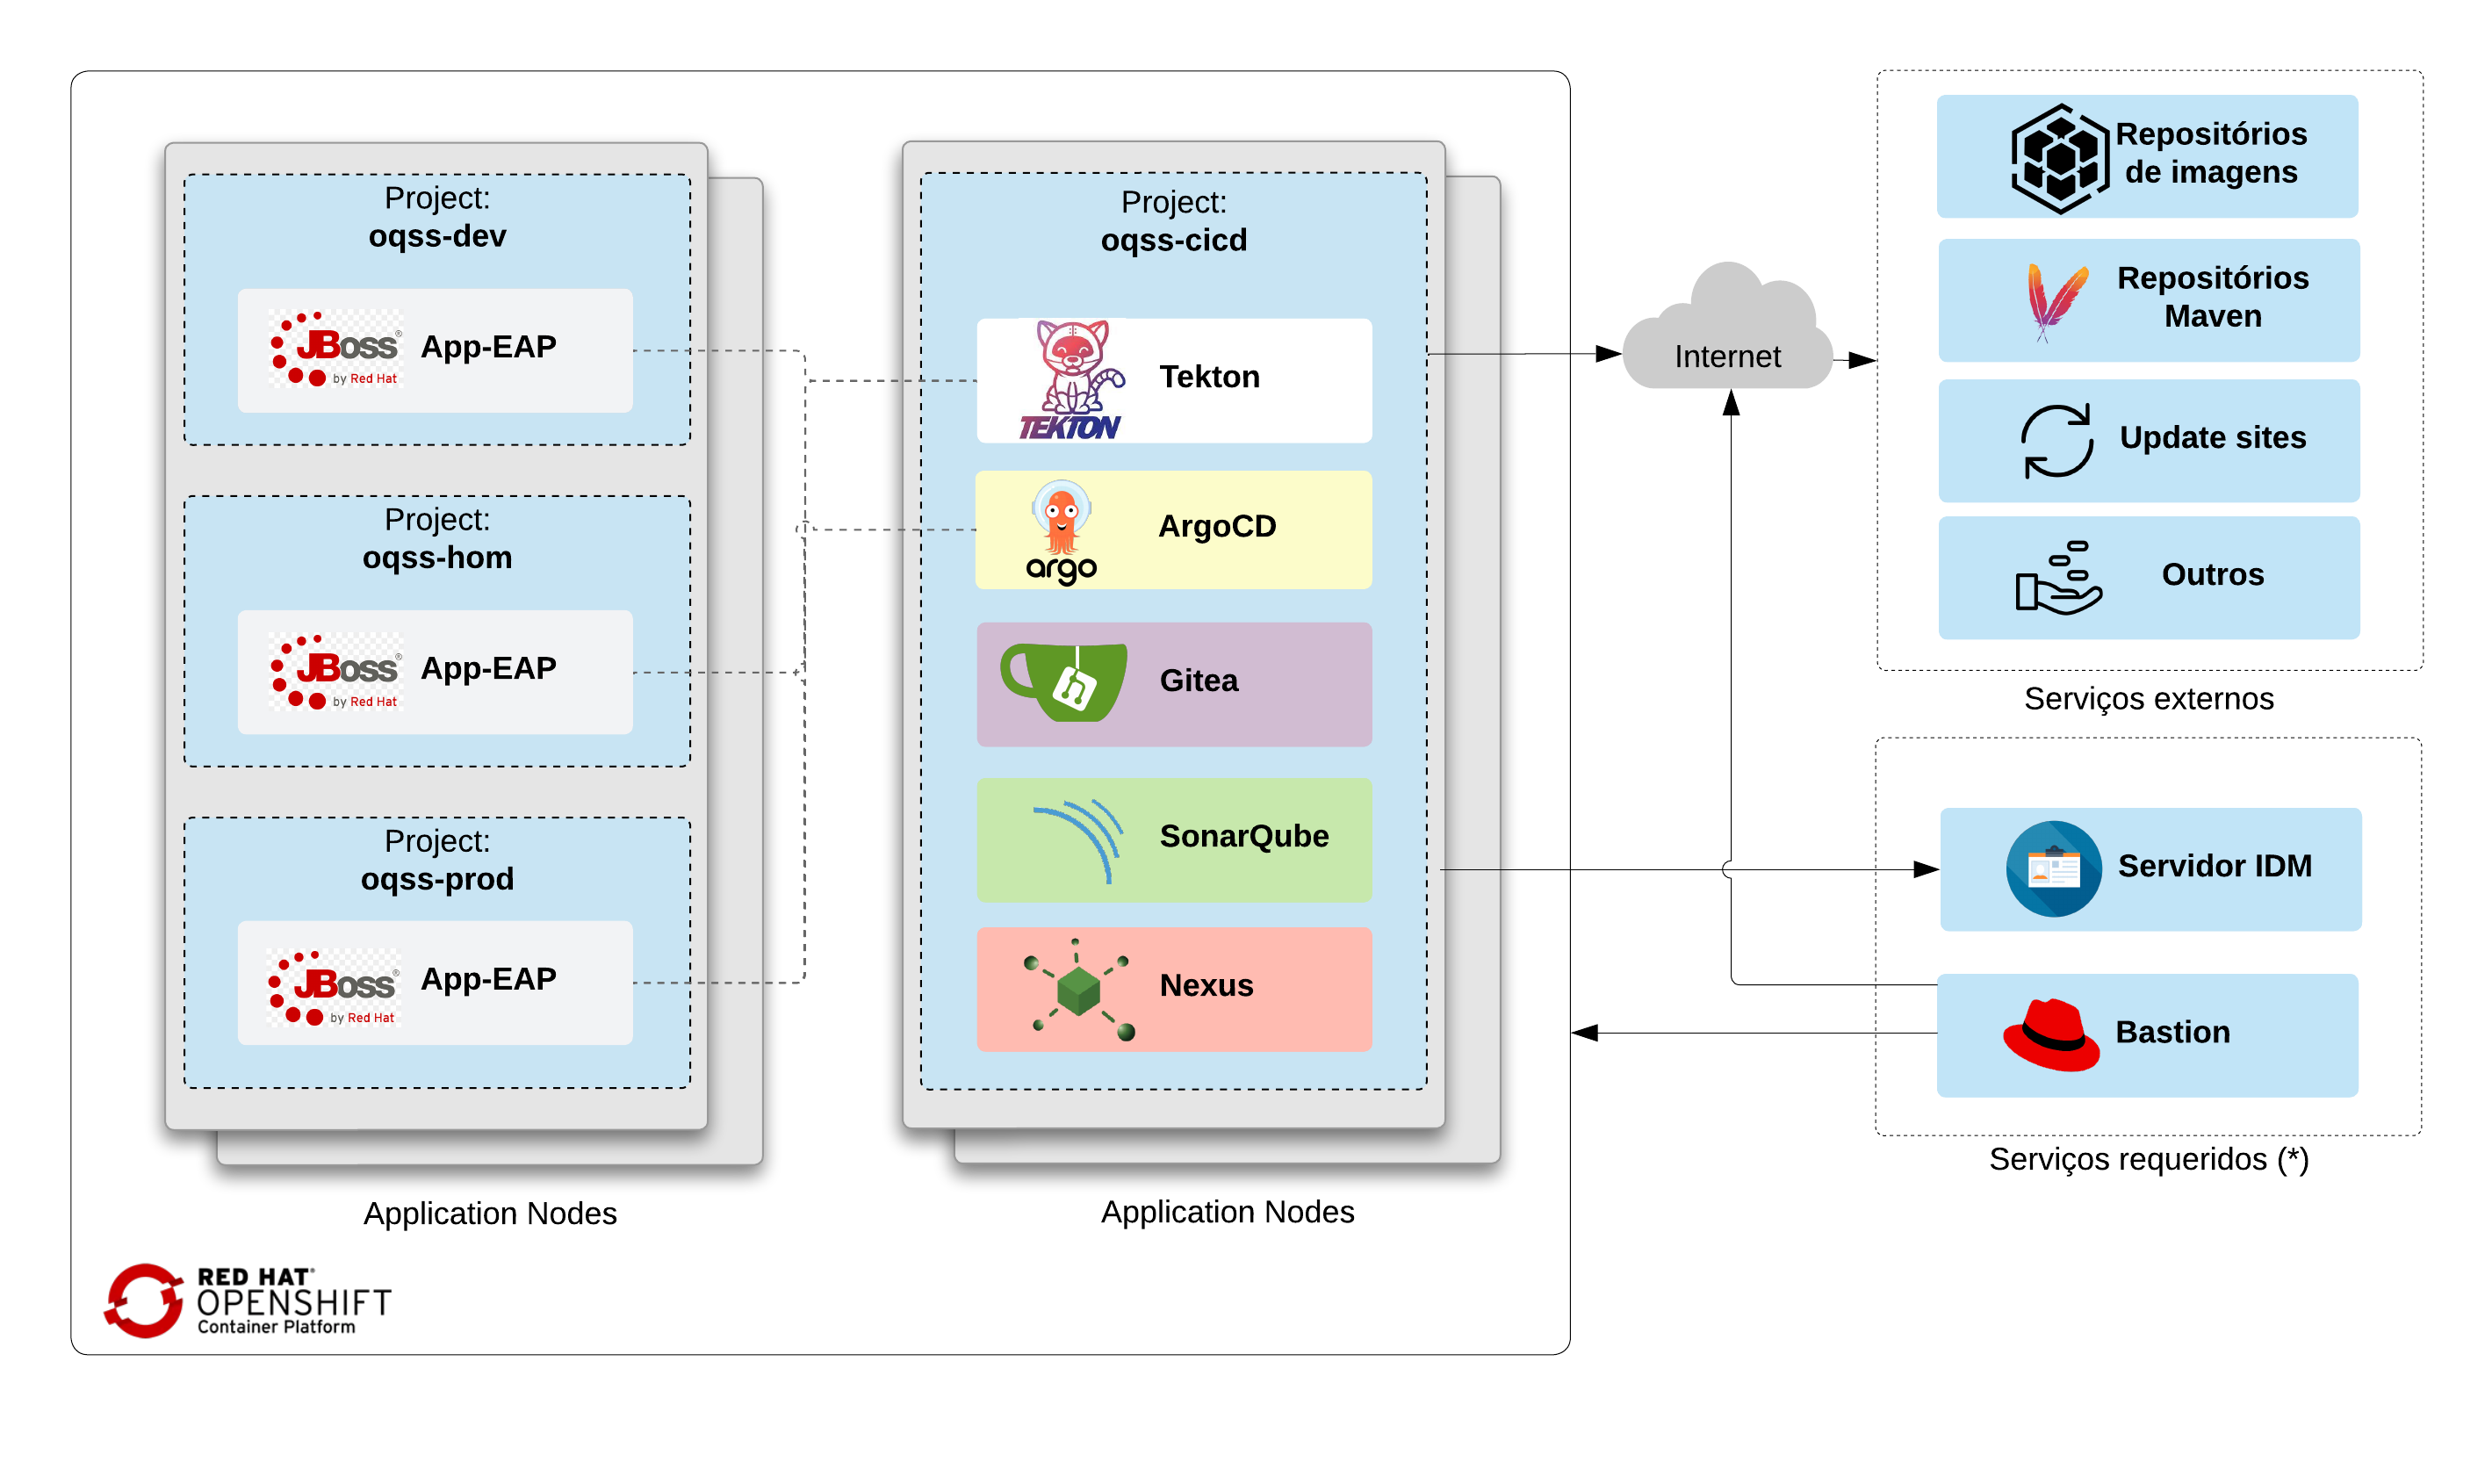 Project:
oqss-dev
JBoss®
by Red Hat
App-EAP
Project:
oqss-hom
JBoss®
by Red Hat
App-EAP
Project:
oqss-prod
JBoss®
by Red Hat
App-EAP
Application Nodes
Project:
oqss-cicd
TEKTON
Tekton
argo
ArgoCD
Gitea
SonarQube
Nexus
Application Nodes
RED HAT®
OPENSHIFT
Container Platform
Internet
Repositórios
de imagens
Repositórios
Maven
Update sites
Outros
Serviços externos
Servidor IDM
Bastion
Serviços requeridos (*)